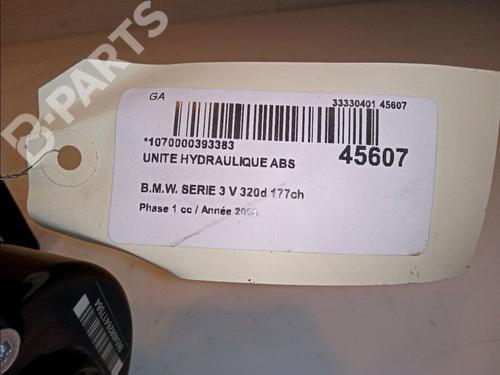 B-PARTS
GA
33330401 45607
*1070000393383
45607
UNITE HYDRAULIQUE ABS
B.M.W. SERIE 3 V 320d 177ch
Phase 1 cc / Année